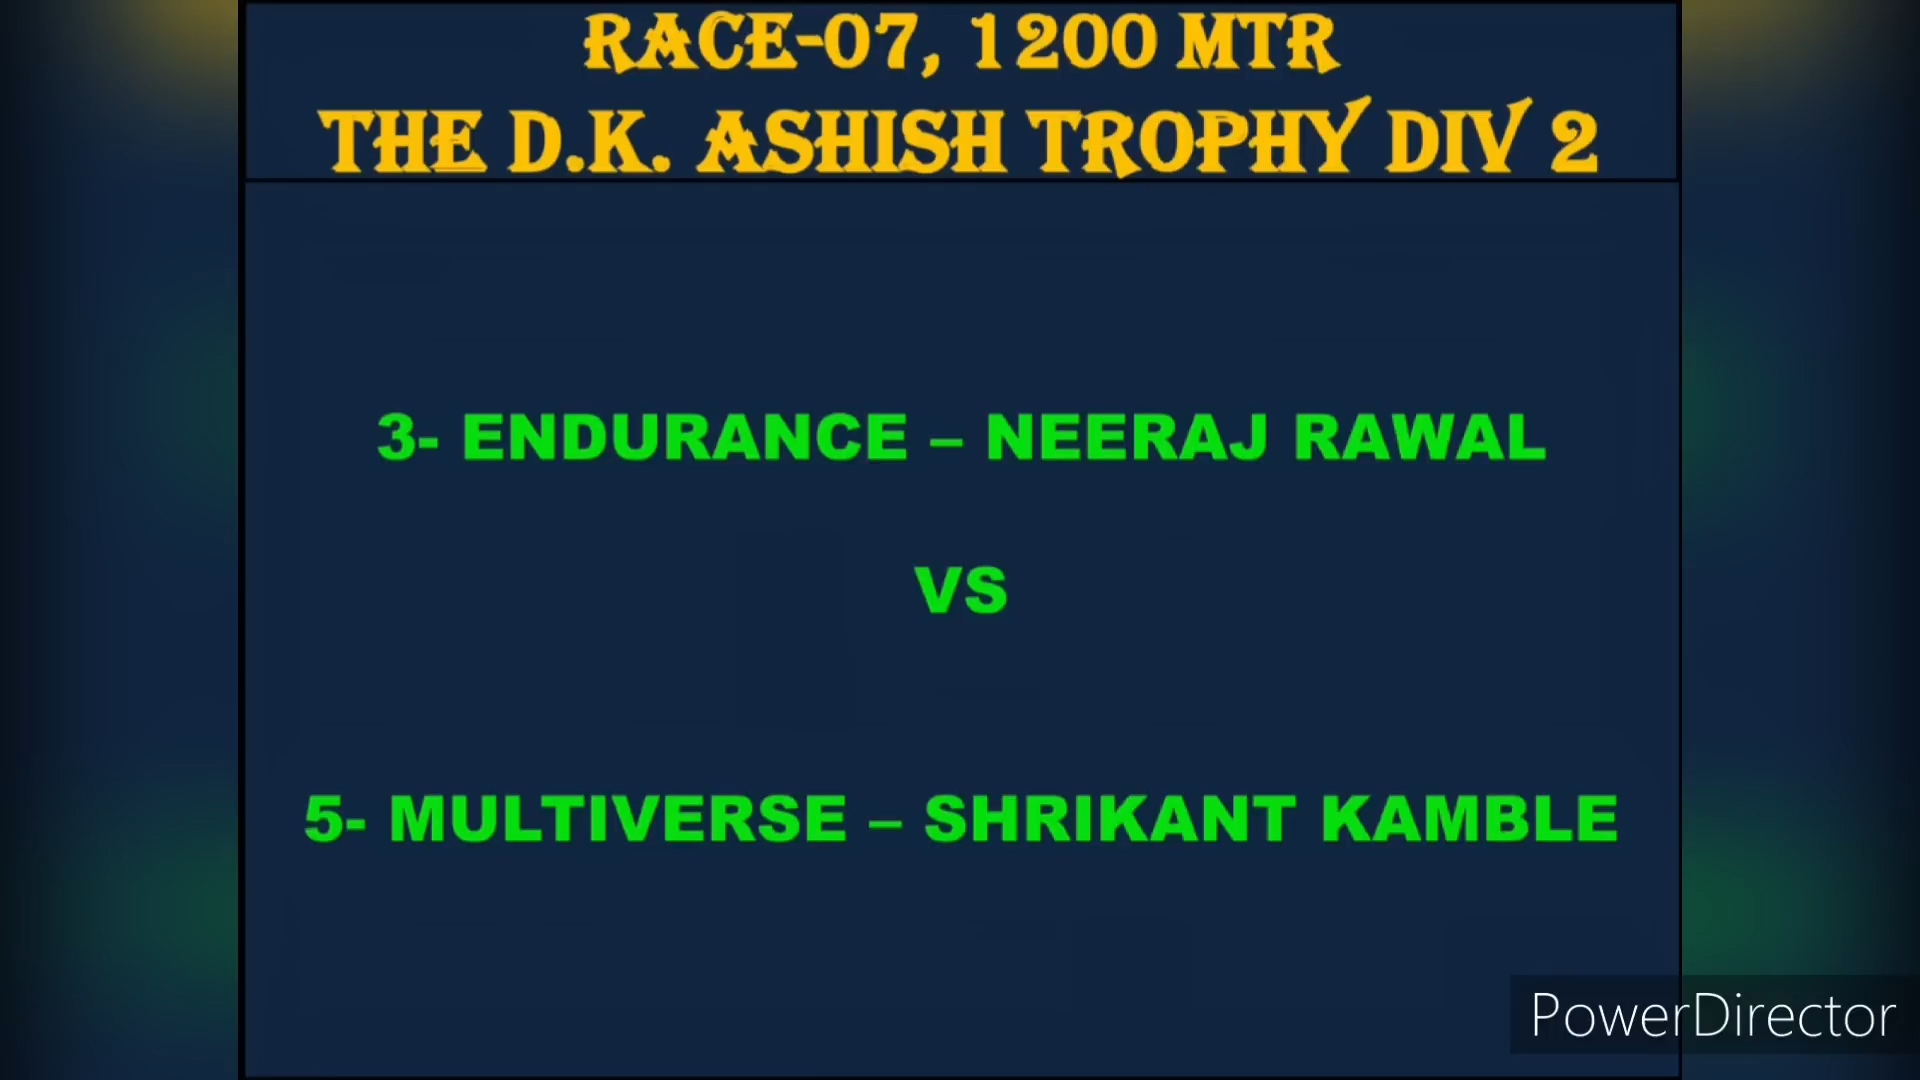 RACE-07, 1200 MTR
THE D.K. ASHISH TROPHY DIV 2
3- ENDURANCE – NEERAJ RAWAL
VS
5- MULTIVERSE – SHRIKANT KAMBLE
PowerDirector